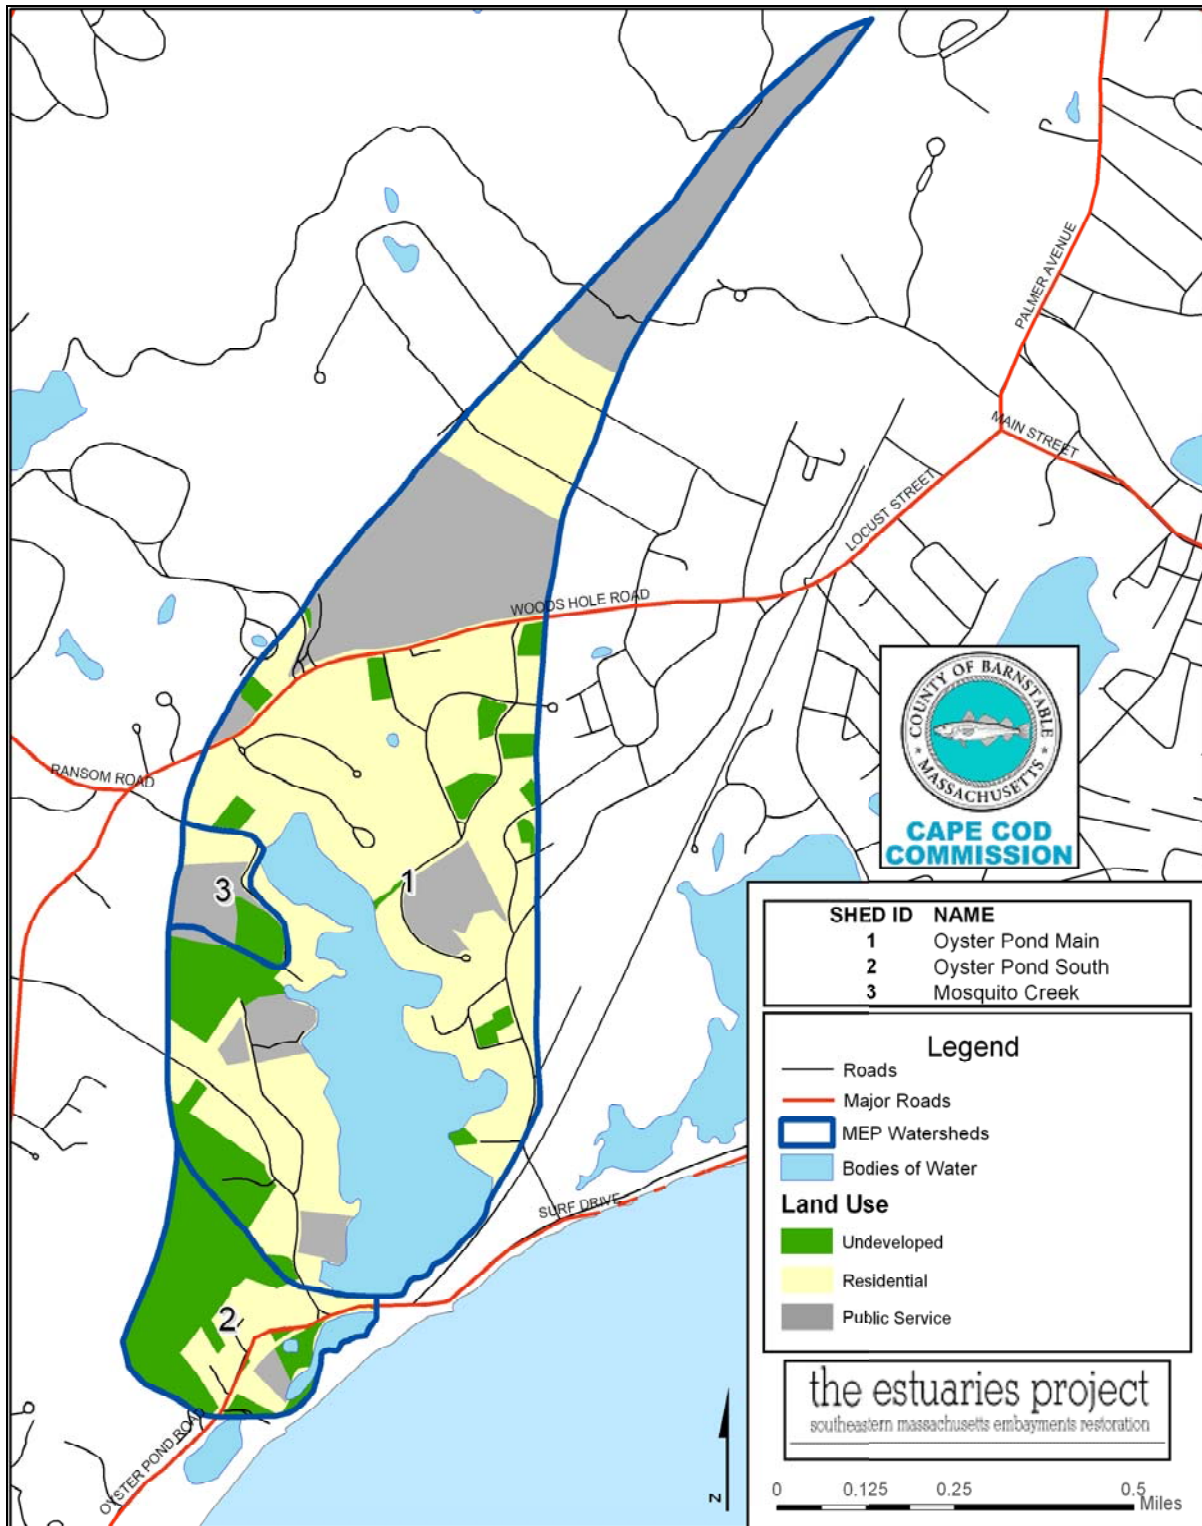 PALMER AVENUE
MAIN STREET
LOCUST STREET
WOODS HOLE ROAD
RANSOM ROAD
1
3
SURF DRIVE
2
OYSTER POND ROAD
COUNTY OF BARNSTABLE
* MASSACHUSETTS *
CAPE COD
COMMISSION
SHED ID NAME
1 Oyster Pond Main
2 Oyster Pond South
3 Mosquito Creek
Legend
Roads
Major Roads
MEP Watersheds
Bodies of Water
Land Use
Undeveloped
Residential
Public Service
the estuaries project
southeastern massachusetts embayments restoration
N
0 0.125 0.25 0.5
Miles